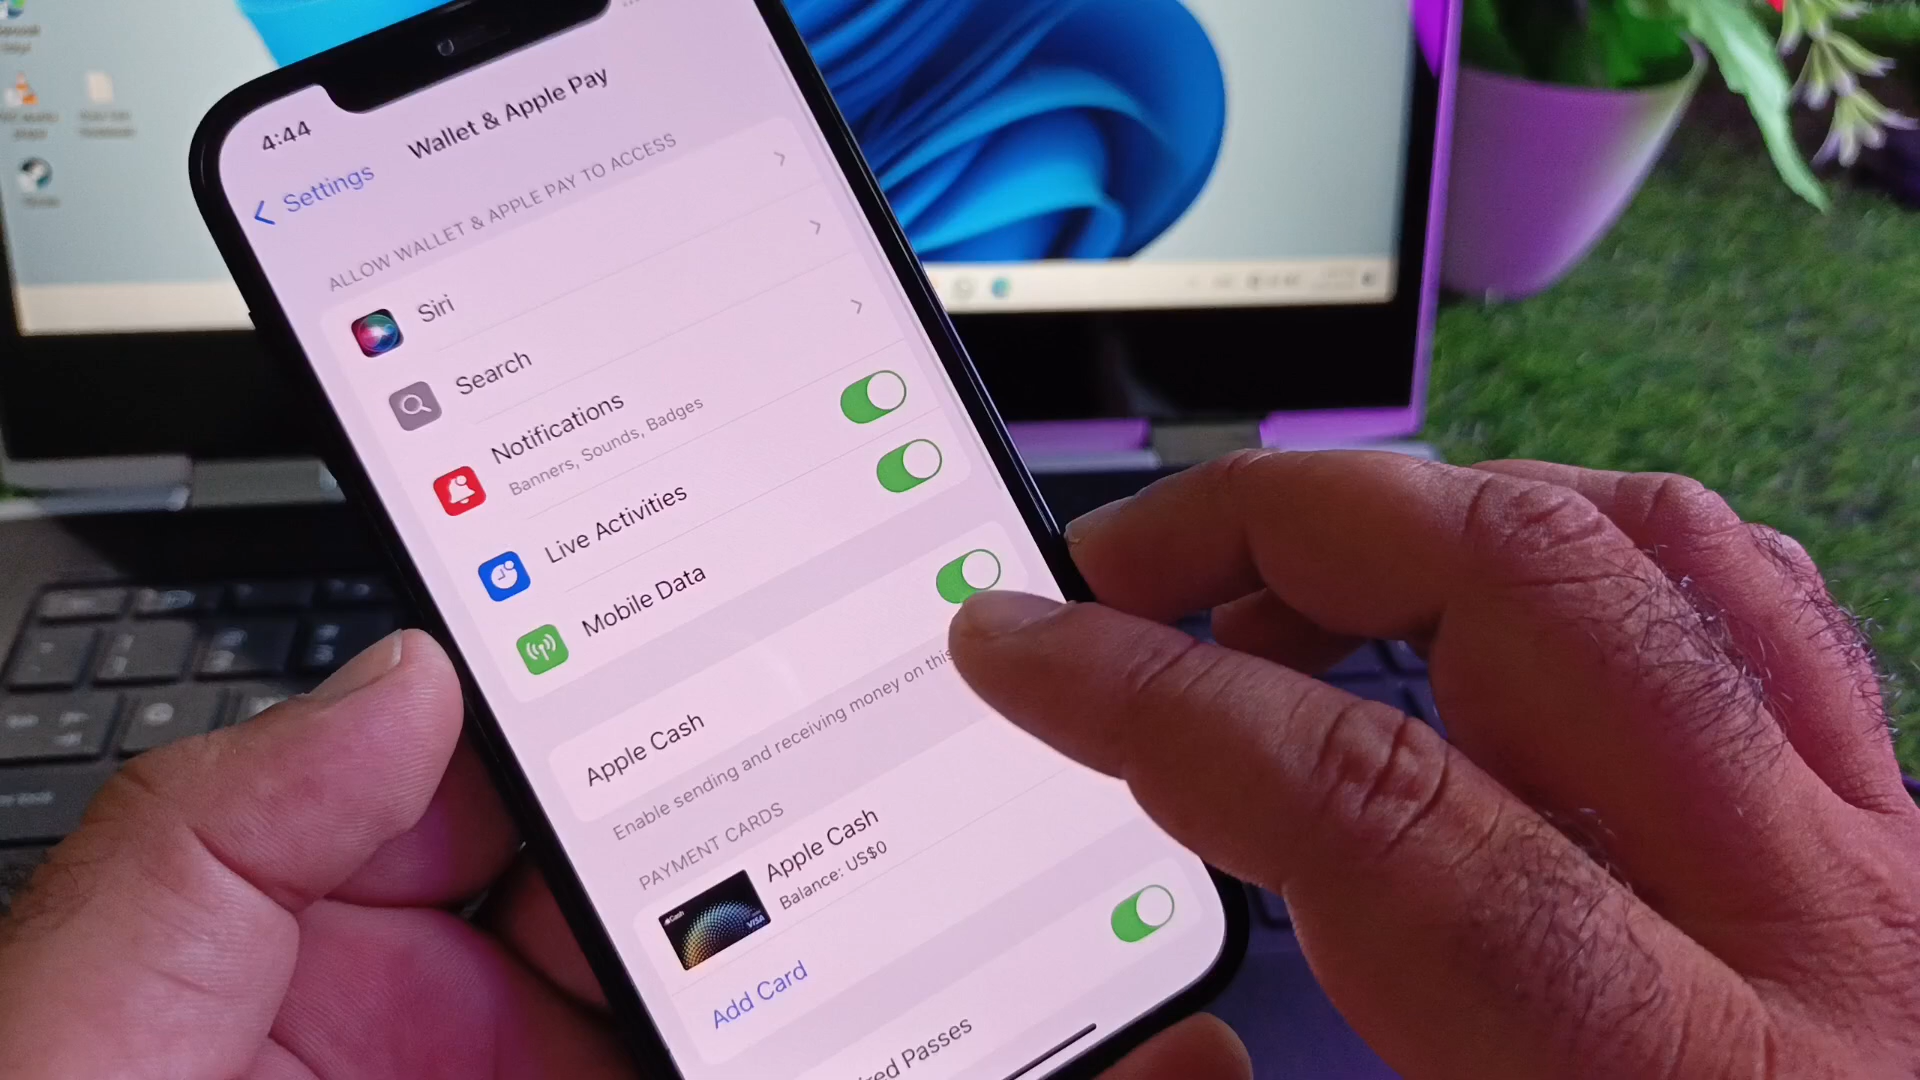 4:44
Settings
Wallet & Apple Pay
ALLOW WALLET & APPLE PAY TO ACCESS
Siri
Search
Notifications
Banners, Sounds, Badges
Live Activities
Mobile Data
Apple Cash
Enable sending and receiving money on this
PAYMENT CARDS
Cash
VISA
Apple Cash
Balance: US$0
Add Card
Passes